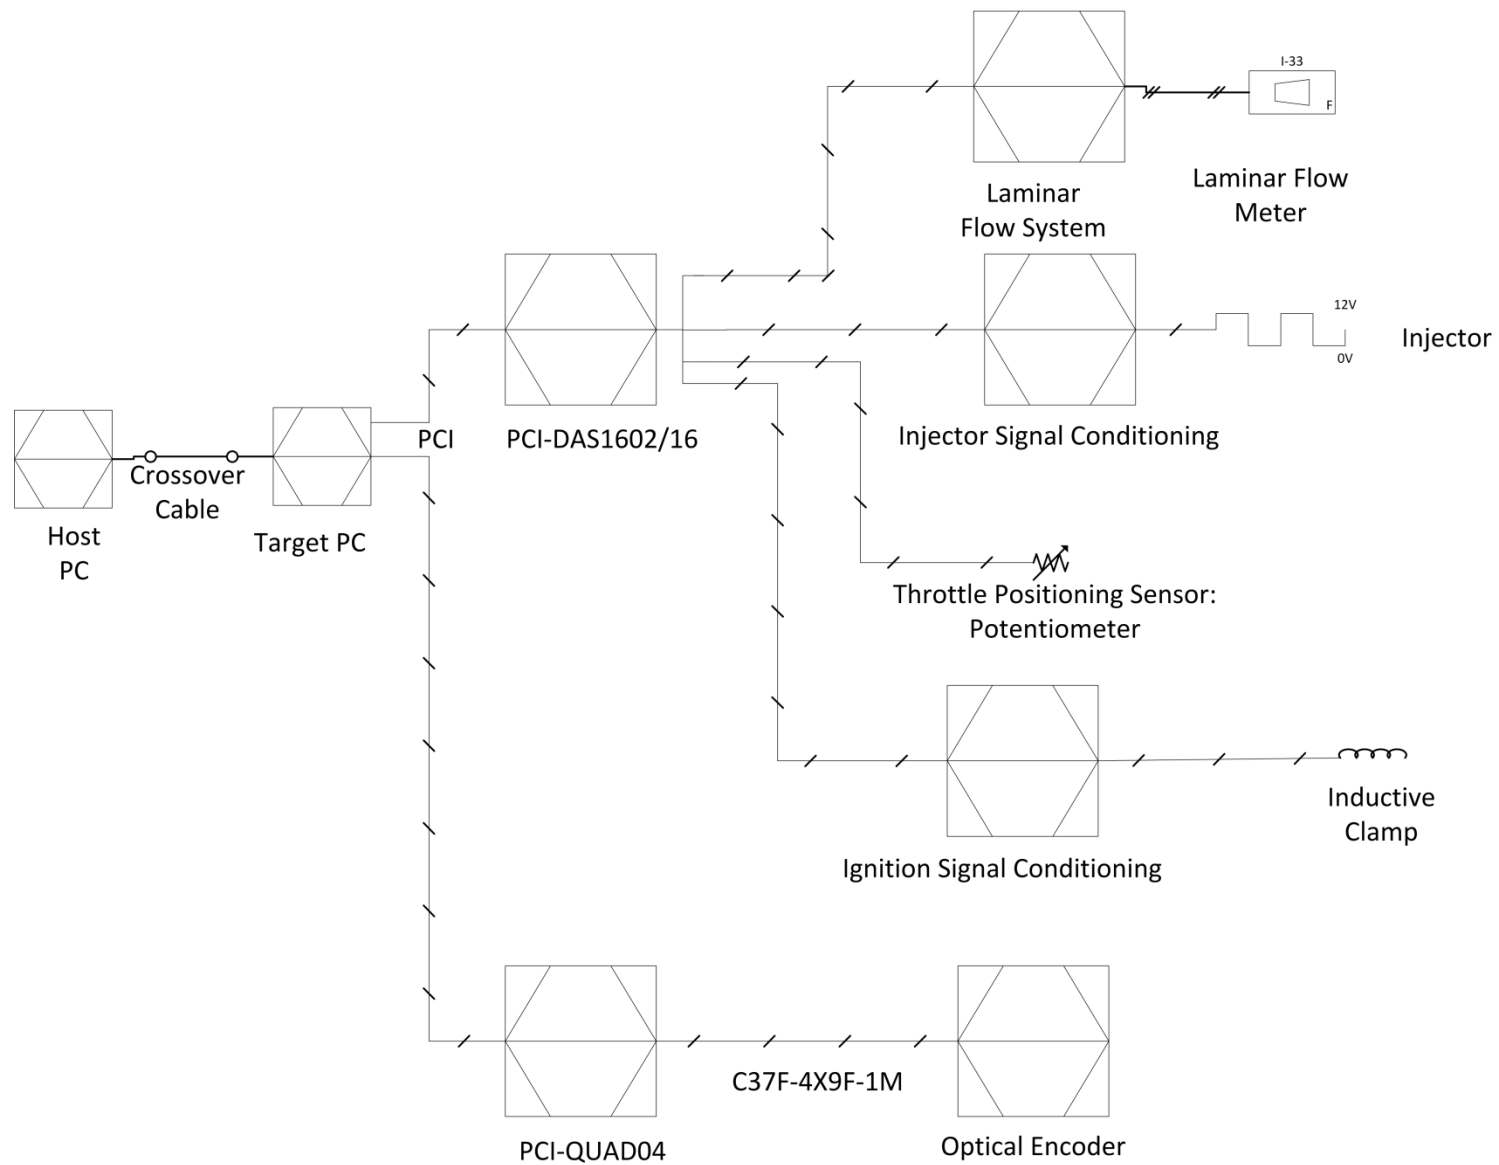 I-33
F
Laminar Flow
Meter
Laminar
Flow System
12V
0V
Injector
Injector Signal Conditioning
PCI-DAS1602/16
PCI
Crossover
Cable
Host
PC
Target PC
Throttle Positioning Sensor:
Potentiometer
Inductive
Clamp
Ignition Signal Conditioning
C37F-4X9F-1M
PCI-QUAD04
Optical Encoder